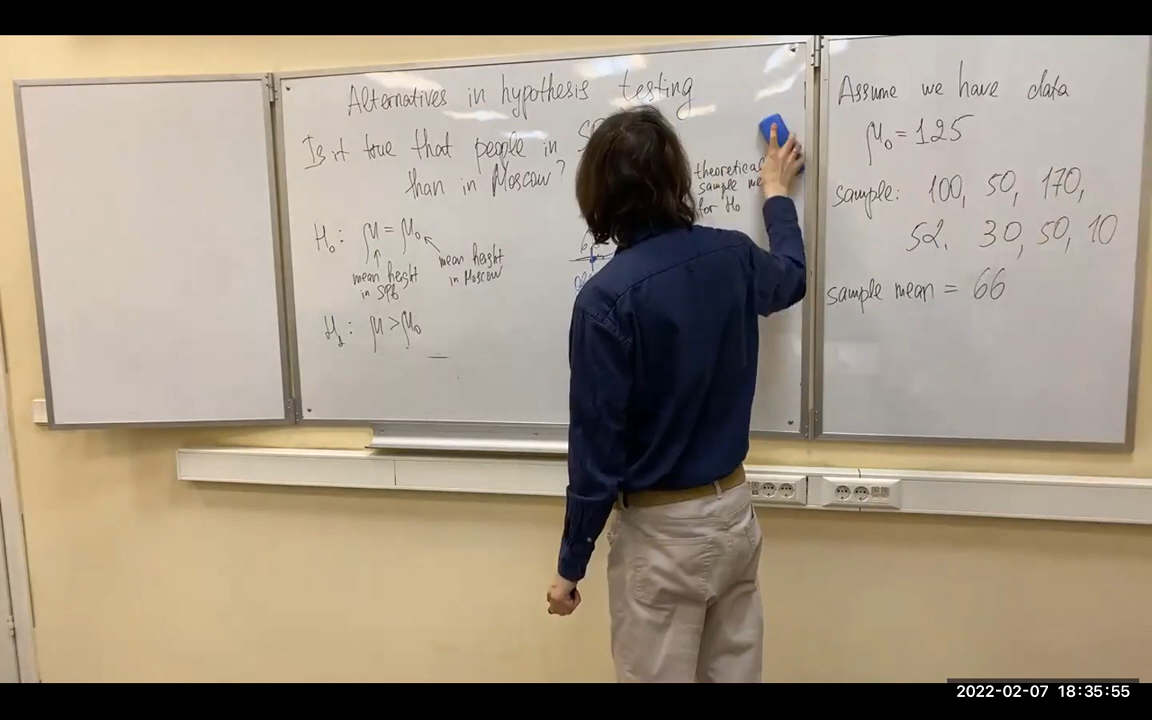 Alternatives in hypothesis testing
Is it true that people in
than in Moscow?
theoretical
sample
for H₀
H₀: μ = μ₀
mean height
in SPb
mean height
in Moscow
H₁: μ > μ₀
Assume we have data
μ₀ = 125
sample: 100, 50, 170,
52, 30, 50, 10
sample mean = 66
2022-02-07 18:35:55